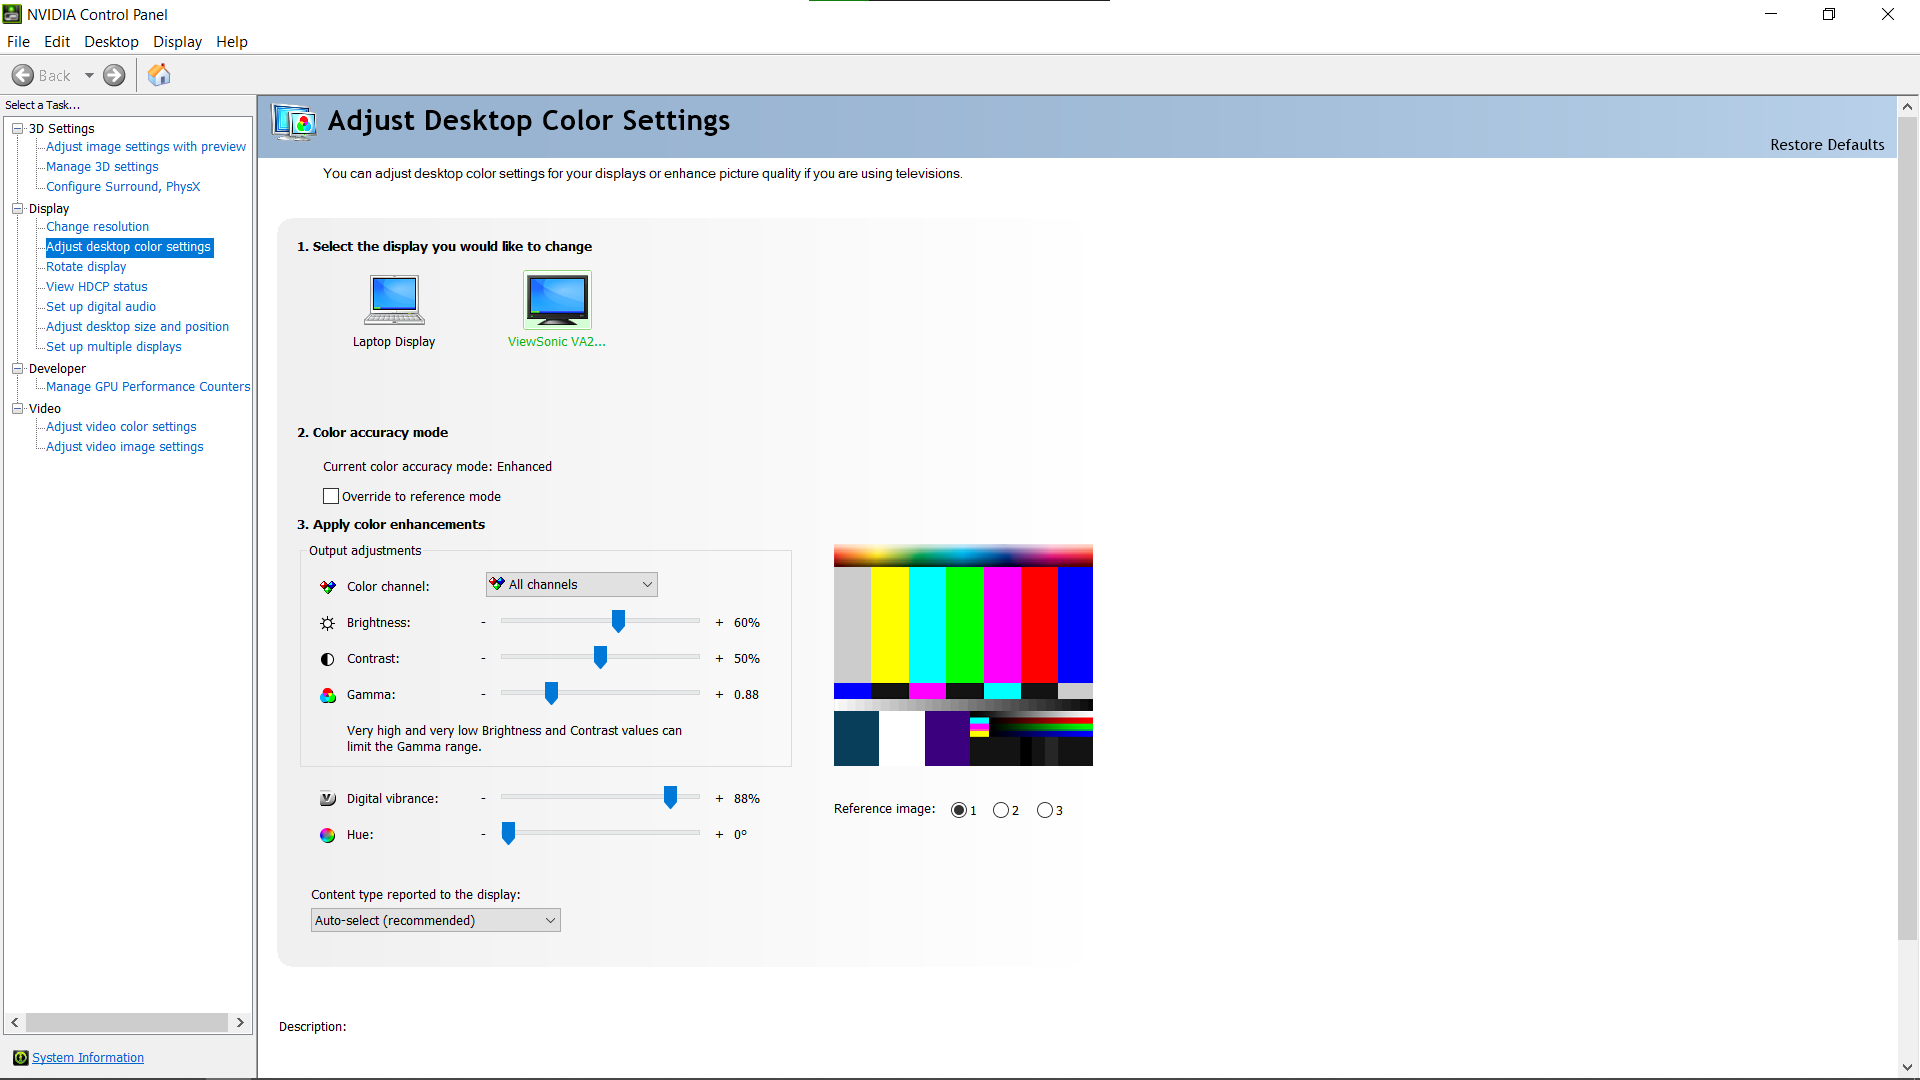 NVIDIA Control Panel
File Edit Desktop Display Help
Back
Select a Task...
3D Settings
Adjust image settings with preview
Manage 3D settings
Configure Surround, PhysX
Display
Change resolution
Adjust desktop color settings
Rotate display
View HDCP status
Set up digital audio
Adjust desktop size and position
Set up multiple displays
Developer
Manage GPU Performance Counters
Video
Adjust video color settings
Adjust video image settings
System Information
Adjust Desktop Color Settings
Restore Defaults
You can adjust desktop color settings for your displays or enhance picture quality if you are using televisions.
1. Select the display you would like to change
Laptop Display
ViewSonic VA2...
2. Color accuracy mode
Current color accuracy mode: Enhanced
Override to reference mode
3. Apply color enhancements
Output adjustments
Color channel: All channels
Brightness: - + 60%
Contrast: - + 50%
Gamma: - + 0.88
Very high and very low Brightness and Contrast values can
limit the Gamma range.
Digital vibrance: - + 88%
Hue: - + 0º
Reference image: 1 2 3
Content type reported to the display:
Auto-select (recommended)
Description: